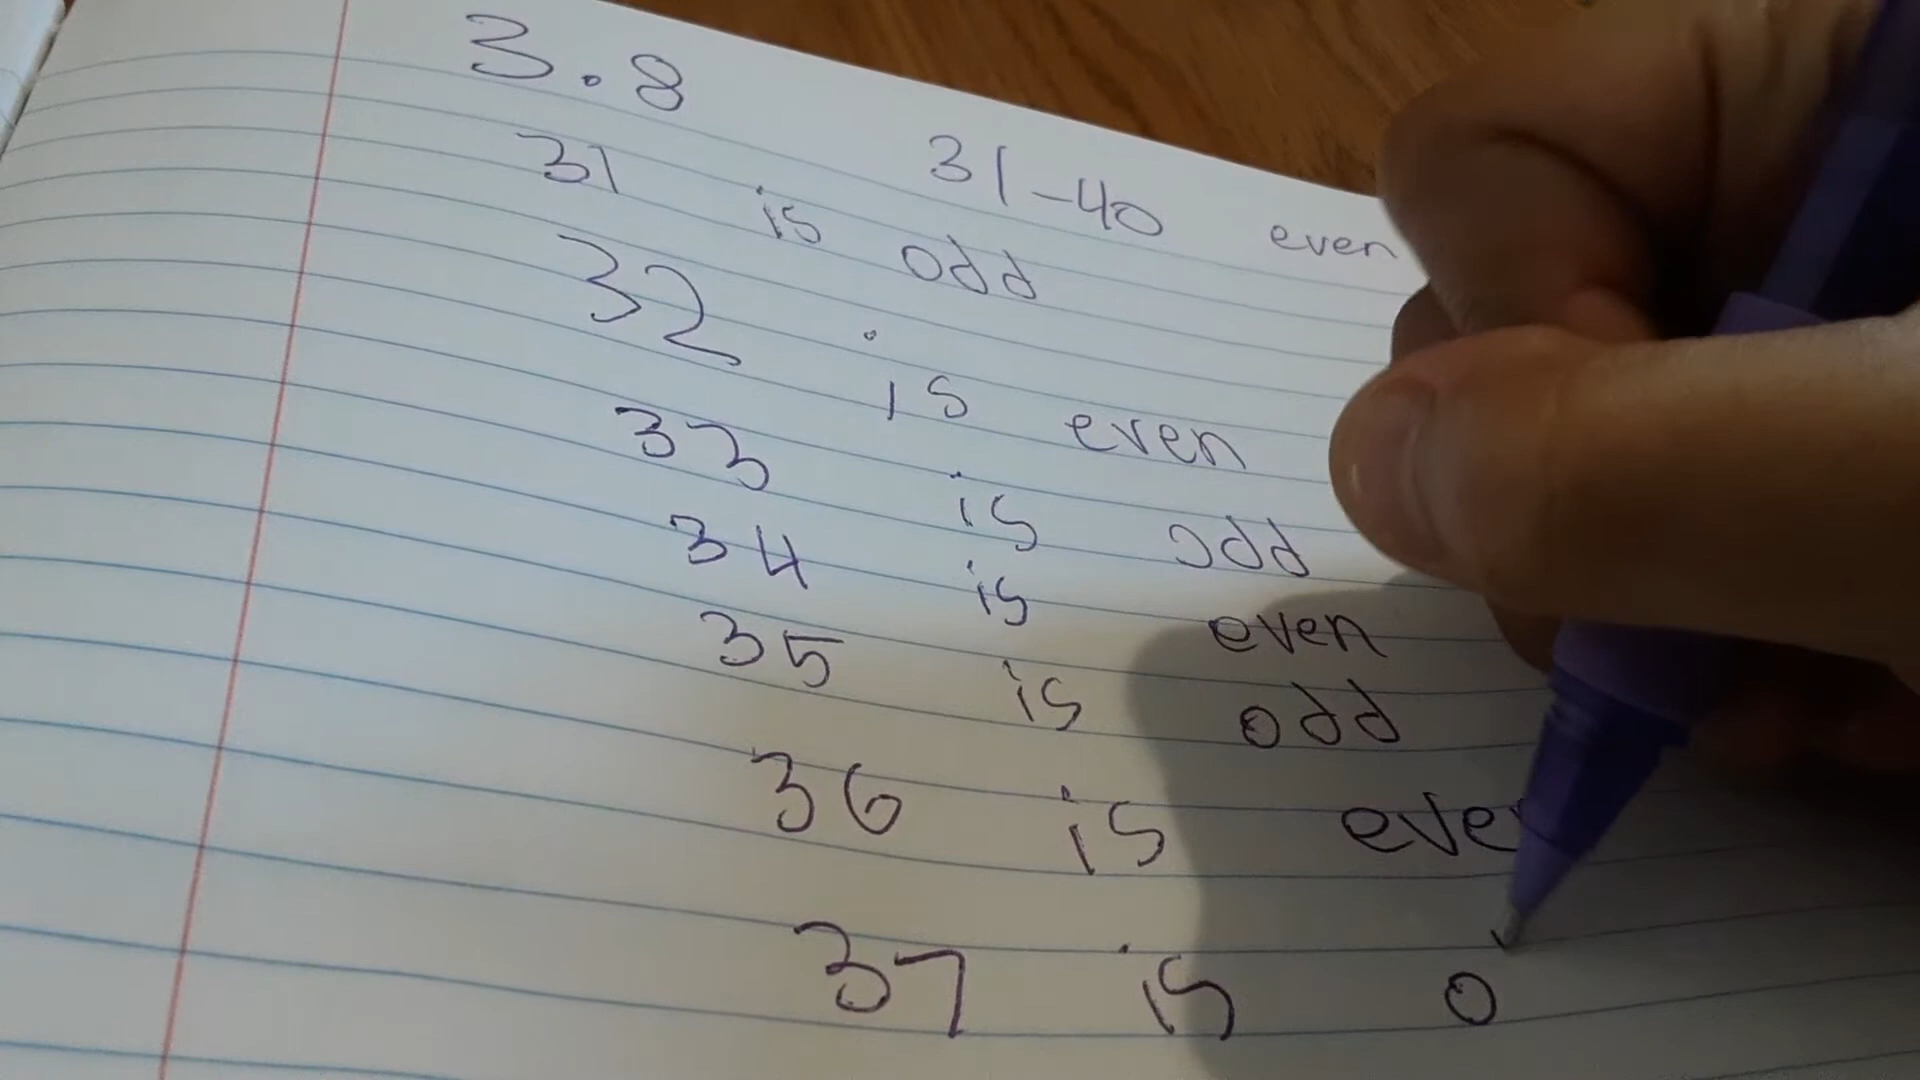 3.8
31-40 even
31 is odd
32 is even
33 is odd
34 is even
35 is odd
36 is even
37 is o